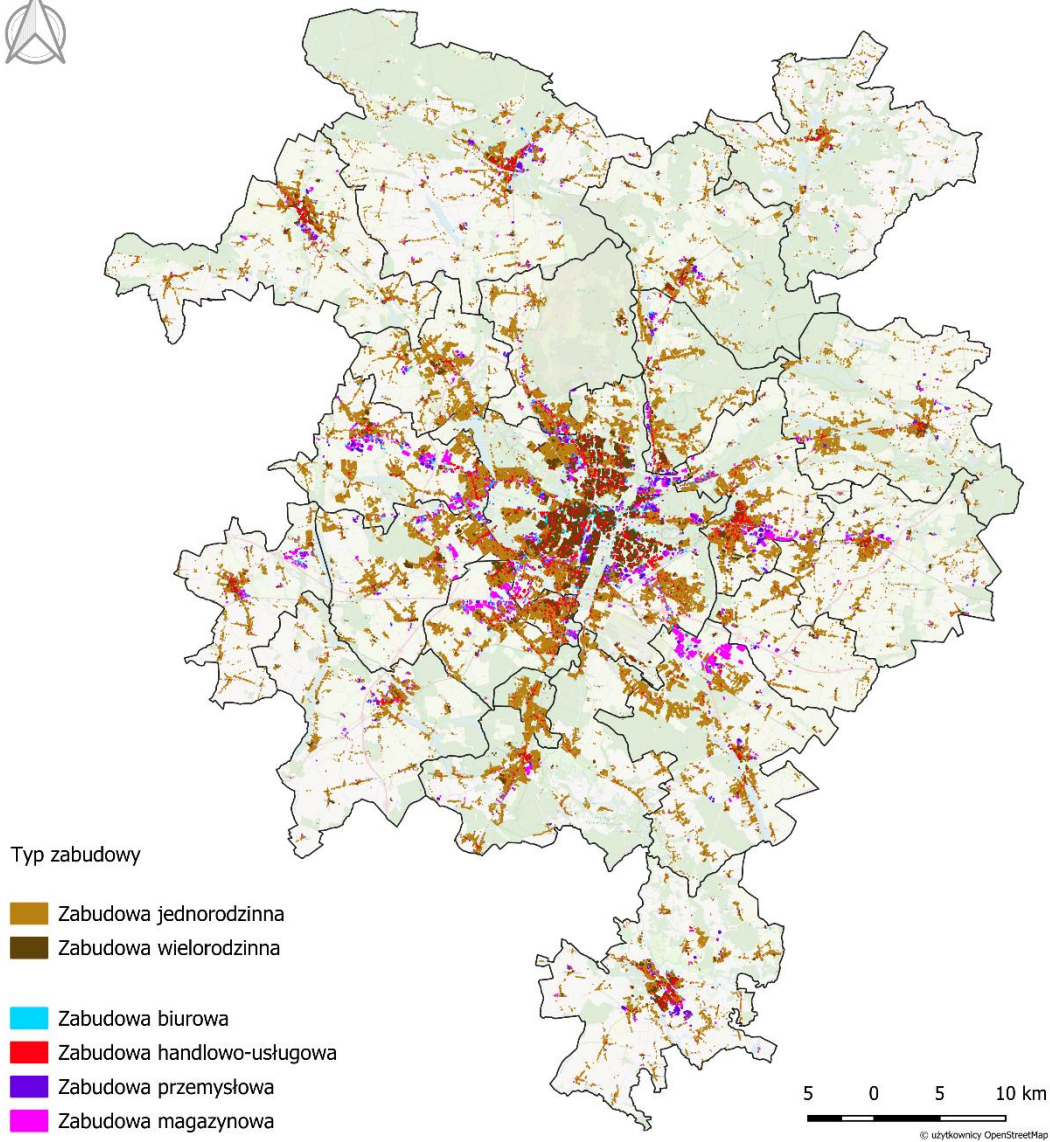 Typ zabudowy
Zabudowa jednorodzinna
Zabudowa wielorodzinna
Zabudowa biurowa
Zabudowa handlowo-usługowa
Zabudowa przemysłowa
Zabudowa magazynowa
5 0 5 10 km
© użytkownicy OpenStreetMap